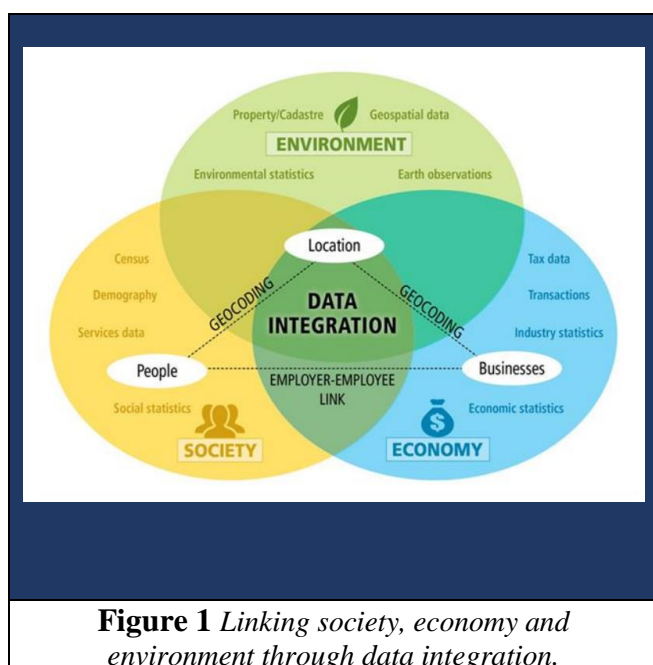 Property/Cadastre Geospatial data
ENVIRONMENT
Environmental statistics Earth observations
Location
Census
Tax data
Demography
Transactions
GEOCODING
GEOCODING
DATA
INTEGRATION
Services data
Industry statistics
People
Businesses
EMPLOYER-EMPLOYEE
LINK
Social statistics
Economic statistics
$
SOCIETY
ECONOMY
Figure 1 Linking society, economy and
environment through data integration.